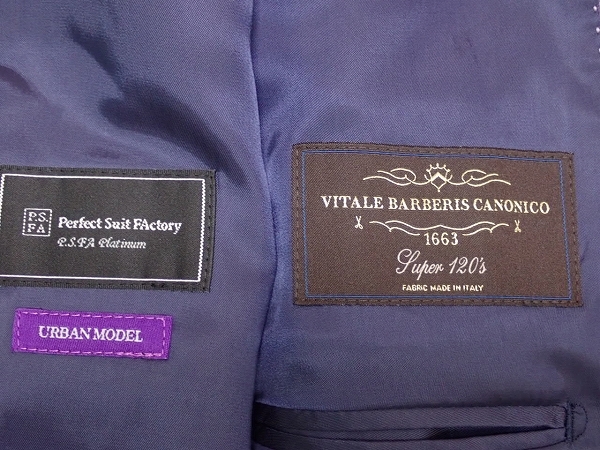 P.S.
FA
Perfect Suit FActory
P.S.FA Platinum
URBAN MODEL
VITALE BARBERIS CANONICO
1663
Super 120's
FABRIC MADE IN ITALY